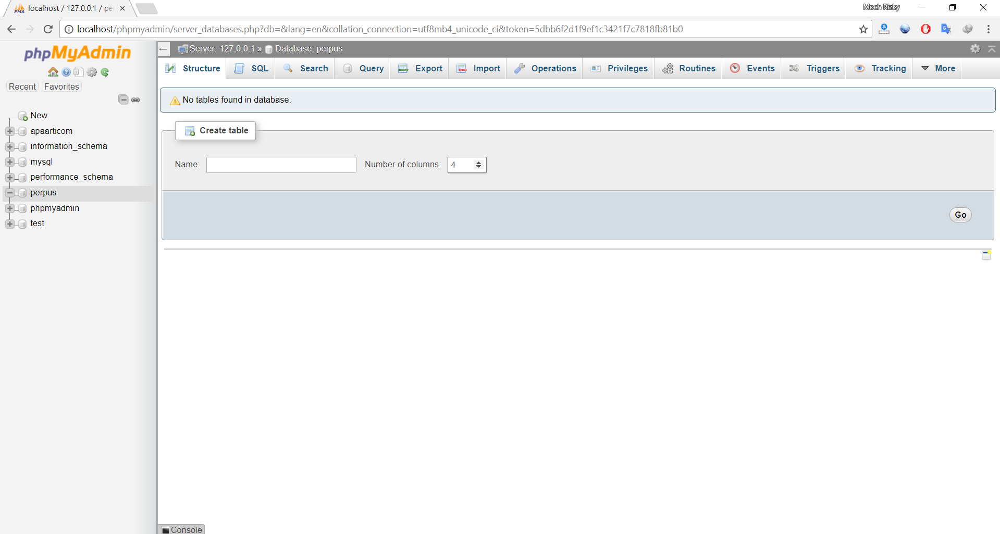 localhost / 127.0.0.1 / pe
Moch Rizky
localhost/phpmyadmin/server_databases.php?db=&lang=en&collation_connection=utf8mb4_unicode_ci&token=5dbb6f2d1f9ef1c3421f7c7818fb81b0
phpMyAdmin
Recent Favorites
New
apaarticom
information_schema
mysql
performance_schema
perpus
phpmyadmin
test
Server: 127.0.0.1 » Database: perpus
Structure SQL Search Query Export Import Operations Privileges Routines Events Triggers Tracking More
No tables found in database.
Create table
Name: Number of columns: 4
Go
Console